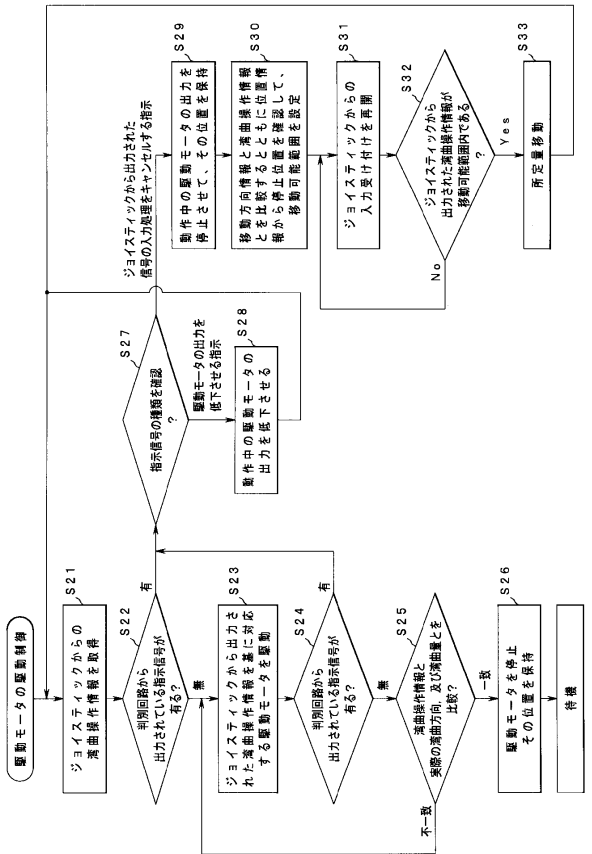 駆動モータの駆動制御
S21
ジョイスティックからの
湾曲操作情報を取得
S22
判別回路から
出力されている指示信号が
有る?
有
無
S23
ジョイスティックから出力さ
れた湾曲操作情報を基に対応
する駆動モータを駆動
S24
判別回路から
出力されている指示信号が
有る?
有
無
S25
湾曲操作情報と
実際の湾曲方向、及び湾曲量とを
比較?
不一致
一致
S26
駆動モータを停止
その位置を保持
待機
S27
指示信号の種類を確認
?
駆動モータの出力を
低下させる指示
S28
動作中の駆動モータの
出力を低下させる
ジョイスティックから出力された
信号の入力処理をキャンセルする指示
S29
動作中の駆動モータの出力を
停止させて、その位置を保持
S30
移動方向情報と湾曲操作情報
とを比較するとともに位置情
報から停止位置を確認して、
移動可能範囲を設定
S31
ジョイスティックからの
入力受け付けを再開
S32
ジョイスティックから
出力された湾曲操作情報が
移動可能範囲内である
?
No
Yes
S33
所定量移動